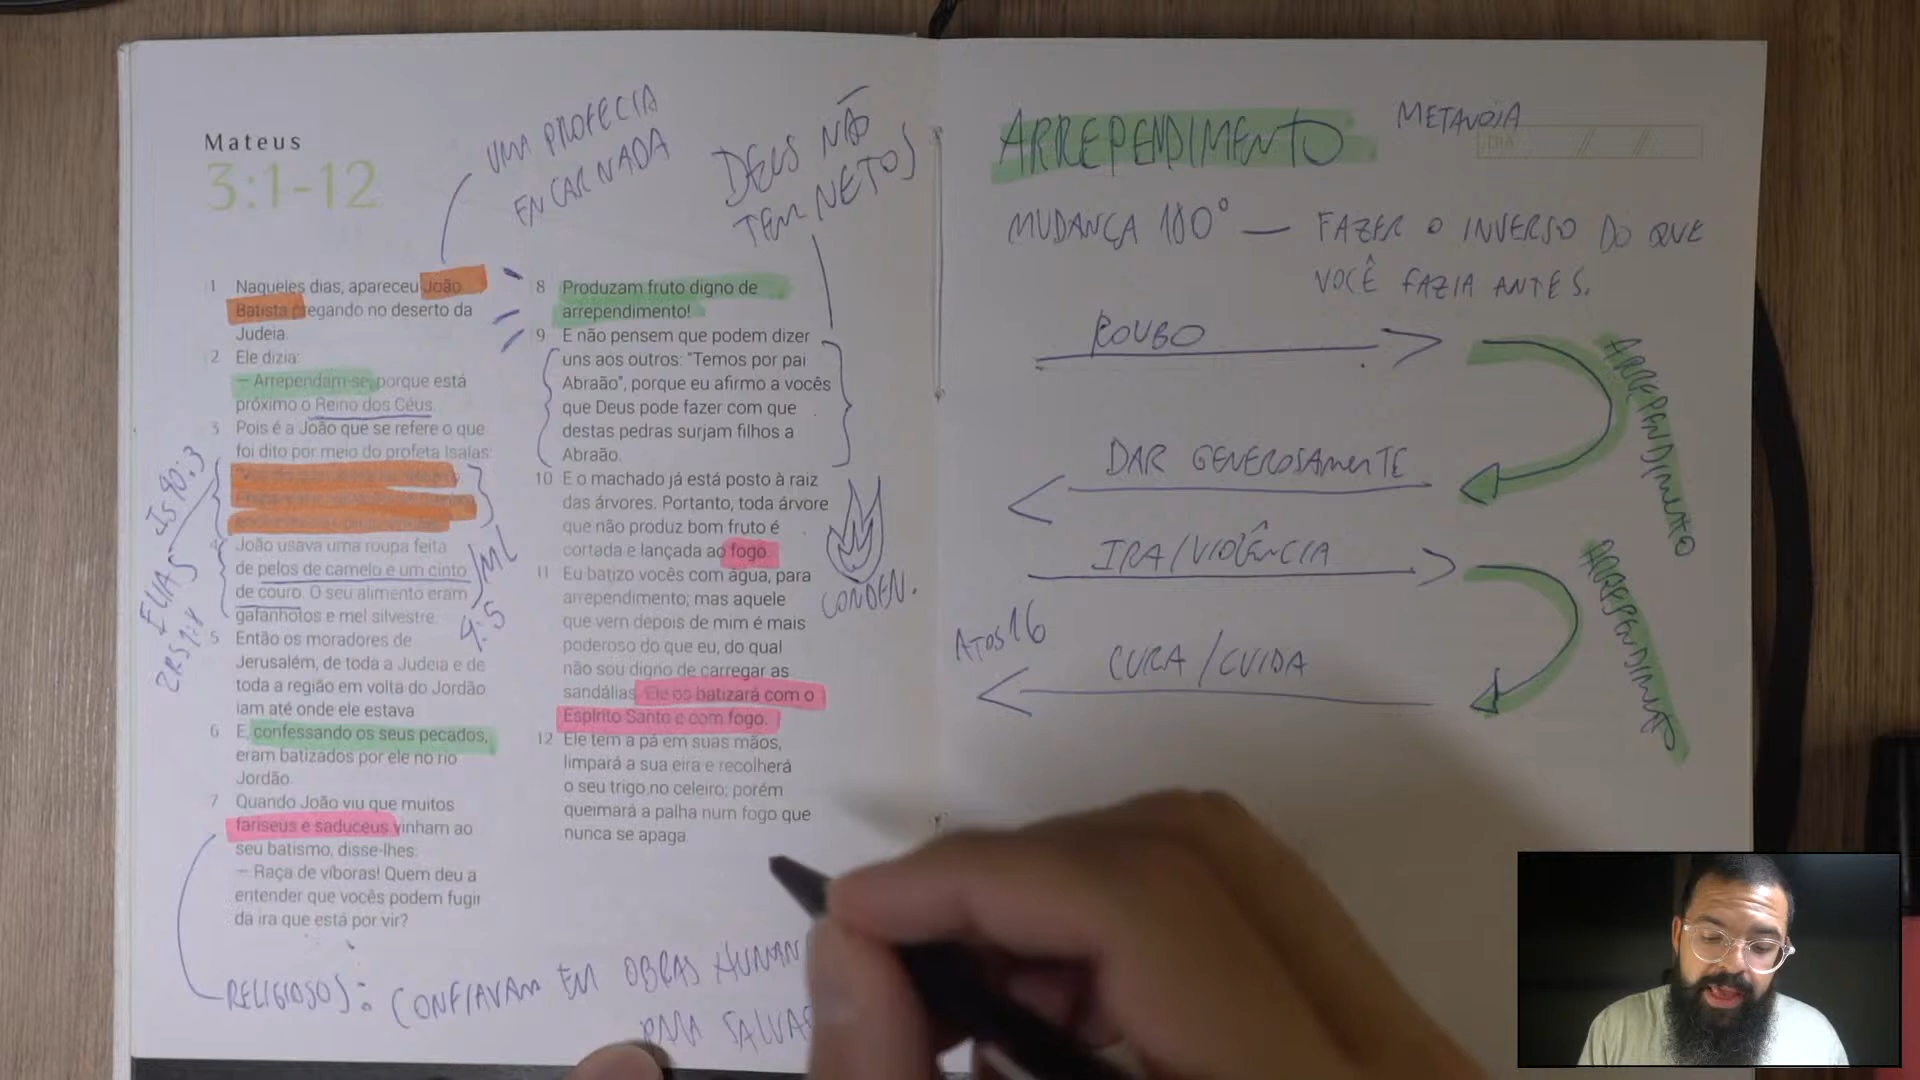 Mateus
3:1-12
UMA PROFECIA
ENCARNADA
DEUS NÃO
TEM NETOS
1 Naqueles dias, apareceu João
Batista pregando no deserto da
Judeia.
2 Ele dizia:
— Arrependam-se, porque está
próximo o Reino dos Céus.
3 Pois é a João que se refere o que
foi dito por meio do profeta Isaías:
4 João usava uma roupa feita
de pelos de camelo e um cinto
de couro. O seu alimento eram
gafanhotos e mel silvestre.
5 Então os moradores de
Jerusalém, de toda a Judeia e de
toda a região em volta do Jordão
iam até onde ele estava
6 E, confessando os seus pecados,
eram batizados por ele no rio
Jordão.
7 Quando João viu que muitos
fariseus e saduceus vinham ao
seu batismo, disse-lhes:
— Raça de víboras! Quem deu a
entender que vocês podem fugir
da ira que está por vir?
IS 40:3
ELIAS
2RS 1:8
ML
4:5
RELIGIOSOS: CONFIAVAM EM OBRAS HUMAN
PARA SALVA
8 Produzam fruto digno de
arrependimento!
9 E não pensem que podem dizer
uns aos outros: "Temos por pai
Abraão", porque eu afirmo a vocês
que Deus pode fazer com que
destas pedras surjam filhos a
Abraão.
10 E o machado já está posto à raiz
das árvores. Portanto, toda árvore
que não produz bom fruto é
cortada e lançada ao fogo.
11 Eu batizo vocês com água, para
arrependimento; mas aquele
que vem depois de mim é mais
poderoso do que eu, do qual
não sou digno de carregar as
sandálias. Ele os batizará com o
Espírito Santo e com fogo.
12 Ele tem a pá em suas mãos,
limpará a sua eira e recolherá
o seu trigo no celeiro; porém
queimará a palha num fogo que
nunca se apaga.
CONDEN.
ARREPENDIMENTO
METANOIA
DIA / /
MUDANÇA 180° — FAZER O INVERSO DO QUE
VOCÊ FAZIA ANTES.
ROUBO
ARREPENDIMENTO
DAR GENEROSAMENTE
IRA/VIOLÊNCIA
ARREPENDIMENTO
ATOS 16
CURA/CUIDA